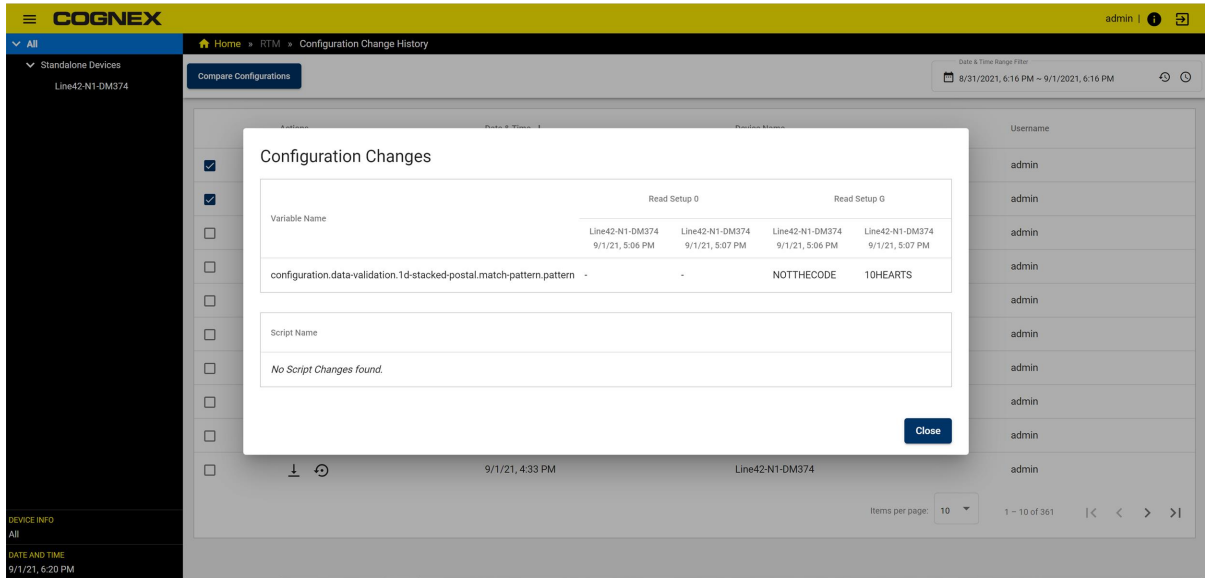 COGNEX
admin |
All
Home » RTM » Configuration Change History
Standalone Devices
Line42-N1-DM374
Compare Configurations
Date & Time Range Filter
8/31/2021, 6:16 PM ~ 9/1/2021, 6:16 PM
Actions Date & Time Device Name Username
Configuration Changes
Variable Name
Read Setup 0 Read Setup G
Line42-N1-DM374 Line42-N1-DM374 Line42-N1-DM374 Line42-N1-DM374
9/1/21, 5:06 PM 9/1/21, 5:07 PM 9/1/21, 5:06 PM 9/1/21, 5:07 PM
configuration.data-validation.1d-stacked-postal.match-pattern.pattern - - NOTTHECODE 10HEARTS
Script Name
No Script Changes found.
Close
admin
admin
admin
admin
admin
admin
admin
admin
admin
9/1/21, 4:33 PM Line42-N1-DM374 admin
Items per page: 10 1 – 10 of 361
DEVICE INFO
All
DATE AND TIME
9/1/21, 6:20 PM